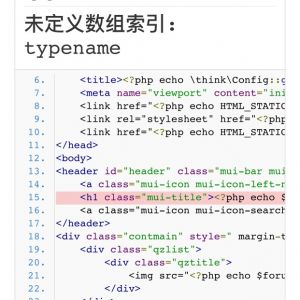 未定义数组索引:
typename
6. <title><?php echo \think\Config::
7. <meta name="viewport" content="ini
8. <link href="<?php echo HTML_STATIC
9. <link rel="stylesheet" href="<?php
10. <link href="<?php echo HTML_STATIC
11. </head>
12. <body>
13. <header id="header" class="mui-bar mui
14. <a class="mui-icon mui-icon-left-n
15. <h1 class="mui-title"><?php echo $
16. <a class="mui-icon mui-icon-search
17. </header>
18. <div class="contmain" style=" margin-t
19. <div class="qzlist">
20. <div class="qztitle">
21. <img src="<?php echo $foru
22. </div>